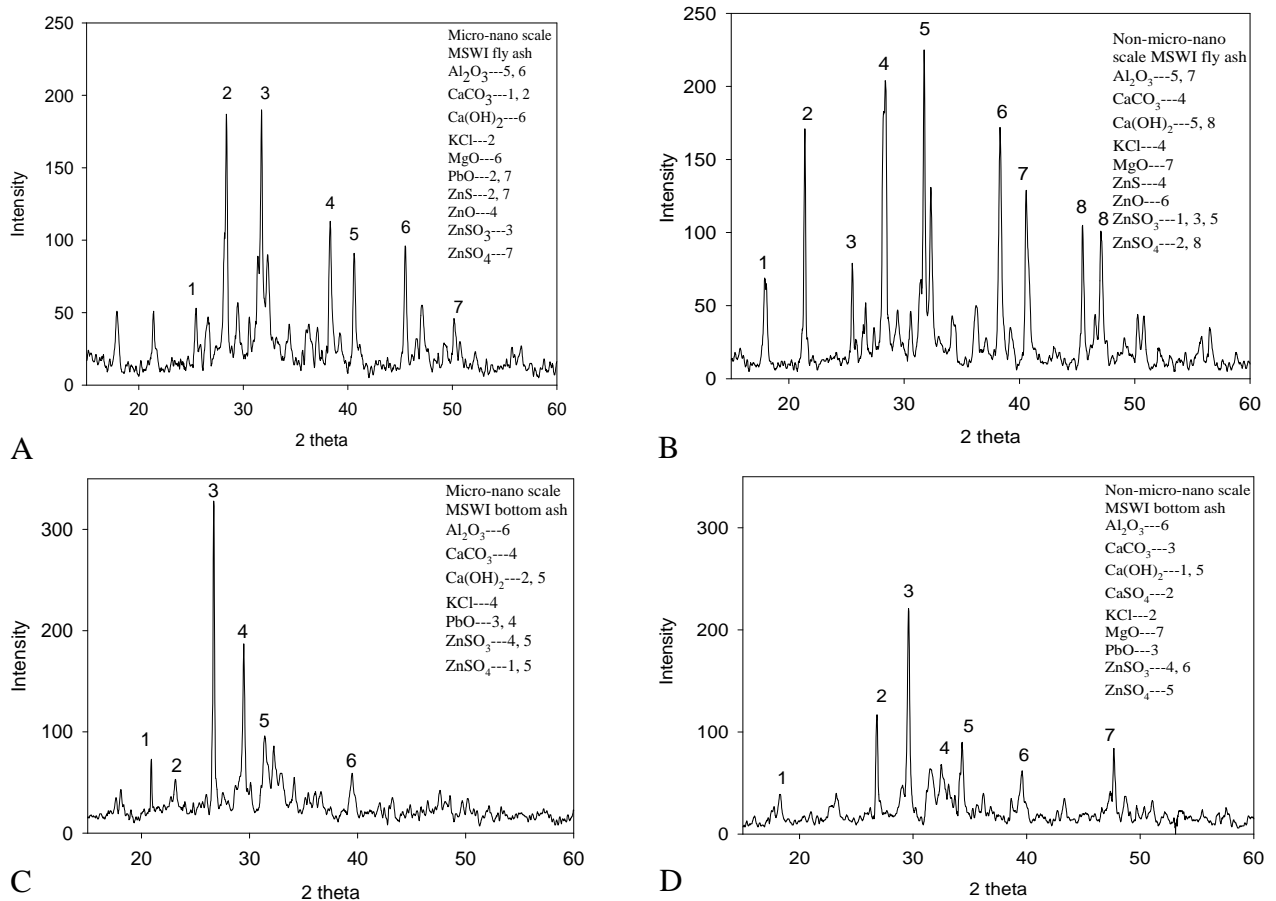 250
200
150
100
50
0
Intensity
20
30
40
50
60
2 theta
1
2
3
4
5
6
7
Micro-nano scale
MSWI fly ash
Al₂O₃---5, 6
CaCO₃---1, 2
Ca(OH)₂---6
KCl---2
MgO---6
PbO---2, 7
ZnS---2, 7
ZnO---4
ZnSO₃---3
ZnSO₄---7
A
250
200
150
100
50
0
Intensity
20
30
40
50
60
2 theta
1
2
3
4
5
6
7
8
8
Non-micro-nano
scale MSWI fly ash
Al₂O₃---5, 7
CaCO₃---4
Ca(OH)₂---5, 8
KCl---4
MgO---7
ZnS---4
ZnO---6
ZnSO₃---1, 3, 5
ZnSO₄---2, 8
B
300
200
100
0
Intensity
20
30
40
50
60
2 theta
1
2
3
4
5
6
Micro-nano scale
MSWI bottom ash
Al₂O₃---6
CaCO₃---4
Ca(OH)₂---2, 5
KCl---4
PbO---3, 4
ZnSO₃---4, 5
ZnSO₄---1, 5
C
300
200
100
0
Intensity
20
30
40
50
60
2 theta
1
2
3
4
5
6
7
Non-micro-nano scale
MSWI bottom ash
Al₂O₃---6
CaCO₃---3
Ca(OH)₂---1, 5
CaSO₄---2
KCl---2
MgO---7
PbO---3
ZnSO₃---4, 6
ZnSO₄---5
D